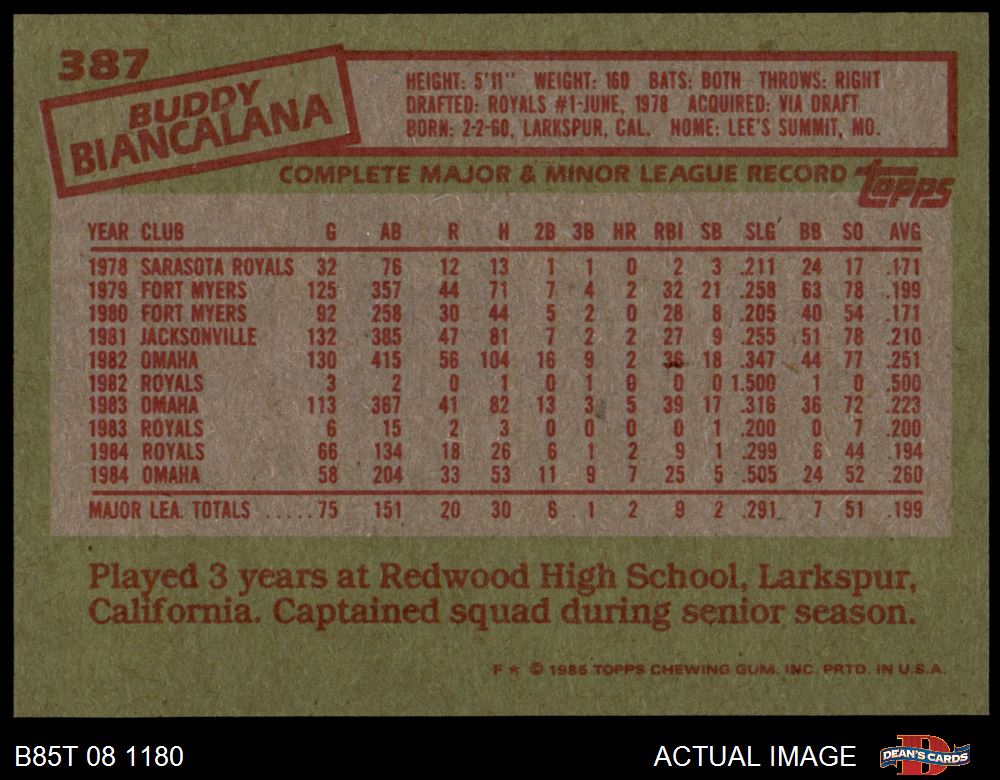 387
BUDDY
BIANCALANA
HEIGHT: 5'11" WEIGHT: 160 BATS: BOTH THROWS: RIGHT
DRAFTED: ROYALS #1-JUNE, 1978 ACQUIRED: VIA DRAFT
BORN: 2-2-60, LARKSPUR, CAL. HOME: LEE'S SUMMIT, MO.
COMPLETE MAJOR & MINOR LEAGUE RECORD topps
YEAR CLUB G AB R H 2B 3B HR RBI SB SLG BB SO AVG
1978 SARASOTA ROYALS 32 76 12 13 1 1 0 2 3 .211 24 17 .171
1979 FORT MYERS 125 357 44 71 7 4 2 32 21 .258 63 78 .199
1980 FORT MYERS 92 258 30 44 5 2 0 28 8 .205 40 54 .171
1981 JACKSONVILLE 132 385 47 81 7 2 2 27 9 .255 51 78 .210
1982 OMAHA 130 415 56 104 16 9 2 36 18 .347 44 77 .251
1982 ROYALS 3 2 0 1 0 1 0 0 0 1.500 1 0 .500
1983 OMAHA 113 367 41 82 13 3 5 39 17 .316 36 72 .223
1983 ROYALS 6 15 2 3 0 0 0 0 1 .200 0 7 .200
1984 ROYALS 66 134 18 26 6 1 2 9 1 .299 6 44 .194
1984 OMAHA 58 204 33 53 11 9 7 25 5 .505 24 52 .260
MAJOR LEA. TOTALS .....75 151 20 30 6 1 2 9 2 .291 7 51 .199
Played 3 years at Redwood High School, Larkspur,
California. Captained squad during senior season.
F ★ © 1985 TOPPS CHEWING GUM, INC. PRTD. IN U.S.A.
B85T 08 1180 ACTUAL IMAGE DEAN'S CARDS